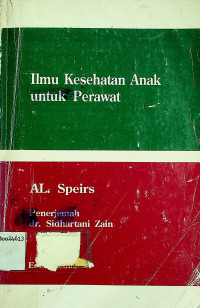 Ilmu Kesehatan Anak
untuk Perawat
AL. Speirs
Penerjemah
dr. Sidhartani Zain